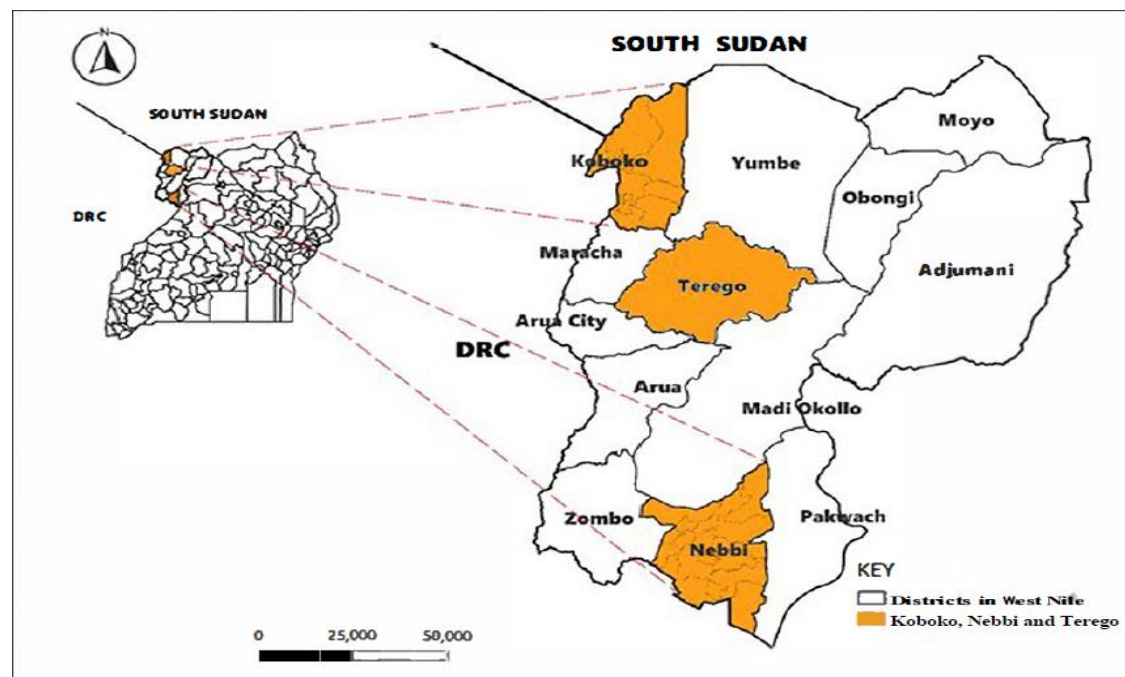 N
SOUTH SUDAN
SOUTH SUDAN
Moyo
Koboko
Yumbe
Obongi
DRC
Maracha
Adjumani
Terego
Arua City
DRC
Arua
Madi Okollo
Zombo
Pakwach
Nebbi
KEY
Districts in West Nile
Koboko, Nebbi and Terego
0 25,000 50,000